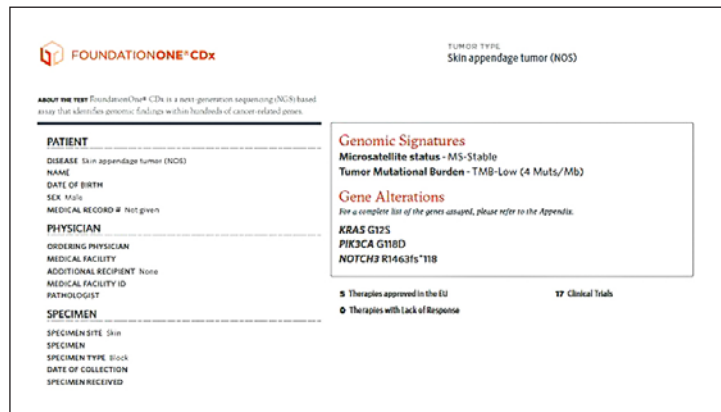 FOUNDATIONONE®CDx
TUMOR TYPE
Skin appendage tumor (NOS)
ABOUT THE TEST FoundationOne® CDx is a next-generation sequencing (NGS) based
assay that identifies genomic findings within hundreds of cancer-related genes.
PATIENT
DISEASE Skin appendage tumor (NOS)
NAME
DATE OF BIRTH
SEX Male
MEDICAL RECORD # Not given
PHYSICIAN
ORDERING PHYSICIAN
MEDICAL FACILITY
ADDITIONAL RECIPIENT None
MEDICAL FACILITY ID
PATHOLOGIST
SPECIMEN
SPECIMEN SITE Skin
SPECIMEN
SPECIMEN TYPE Block
DATE OF COLLECTION
SPECIMEN RECEIVED
Genomic Signatures
Microsatellite status - MS-Stable
Tumor Mutational Burden - TMB-Low (4 Muts/Mb)
Gene Alterations
For a complete list of the genes assayed, please refer to the Appendix.
KRAS G12S
PIK3CA G118D
NOTCH3 R1463fs*118
5 Therapies approved in the EU
17 Clinical Trials
0 Therapies with Lack of Response